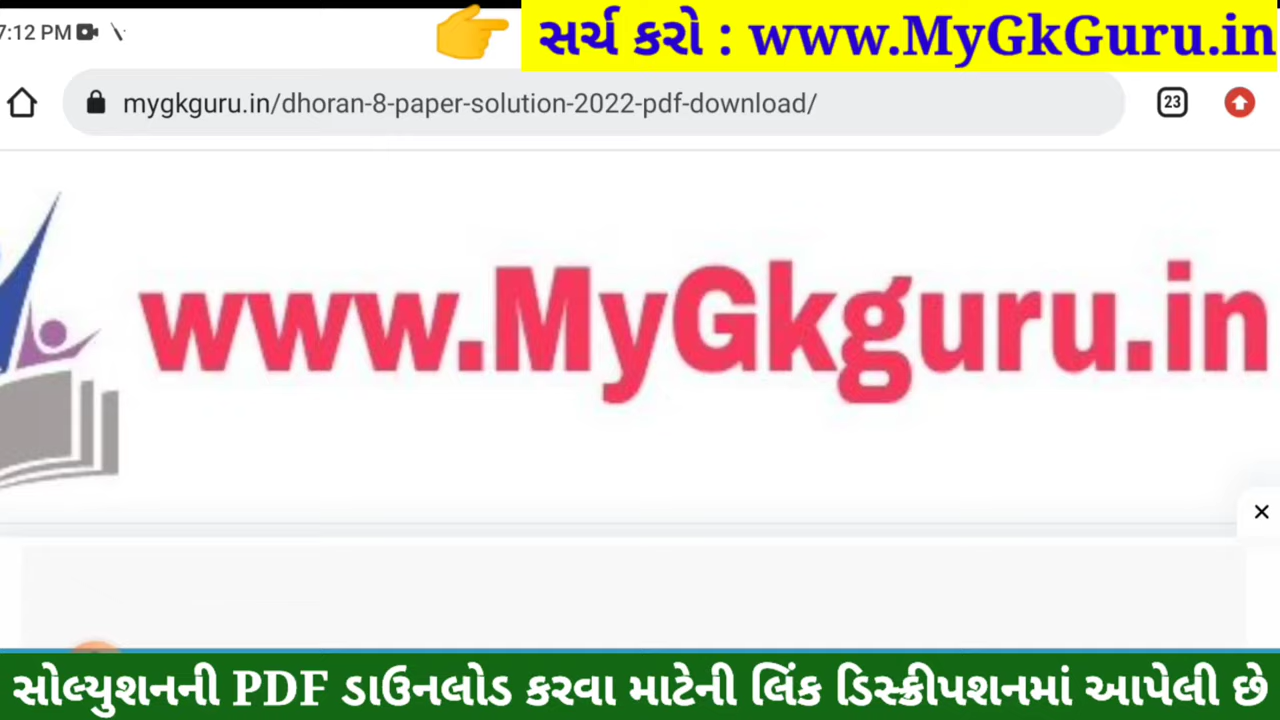 7:12 PM
સર્ચ કરો : www.MyGkGuru.in
mygkguru.in/dhoran-8-paper-solution-2022-pdf-download/
23
www.MyGkguru.in
સોલ્યુશનની PDF ડાઉનલોડ કરવા માટેની લિંક ડિસ્ક્રીપશનમાં આપેલી છે